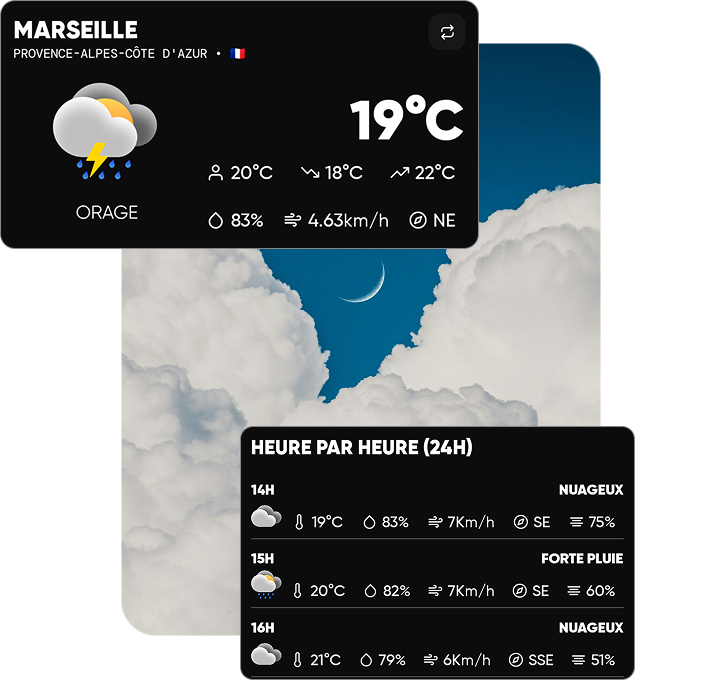 MARSEILLE
PROVENCE-ALPES-CÔTE D'AZUR • 🇫🇷
19°C
20°C 18°C 22°C
ORAGE
83% 4.63km/h NE
HEURE PAR HEURE (24H)
14H NUAGEUX
19°C 83% 7Km/h SE 75%
15H FORTE PLUIE
20°C 82% 7Km/h SE 60%
16H NUAGEUX
21°C 79% 6Km/h SSE 51%